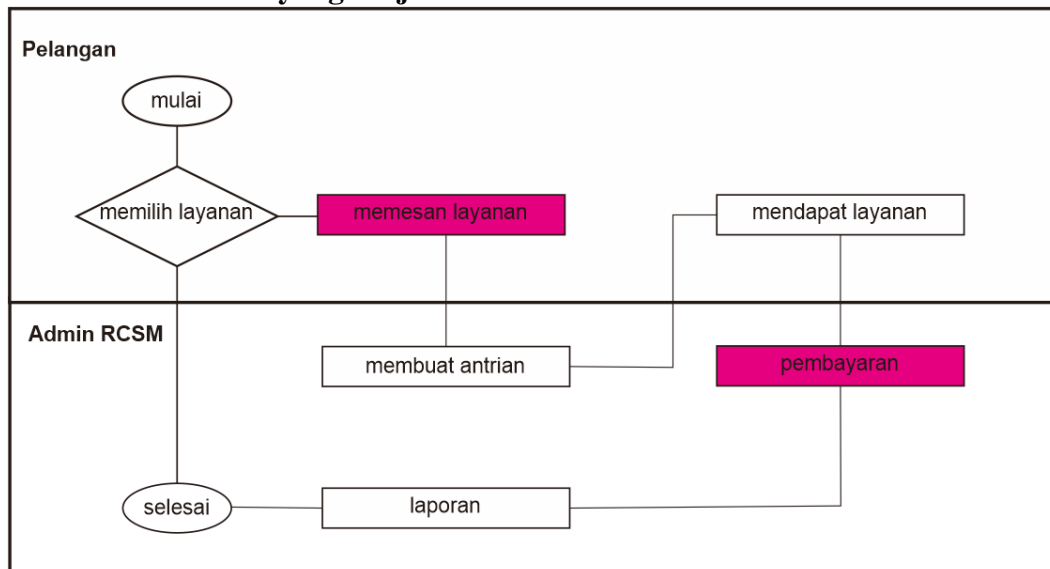 Pelangan
mulai
memilih layanan
memesan layanan
mendapat layanan
Admin RCSM
membuat antrian
pembayaran
selesai
laporan